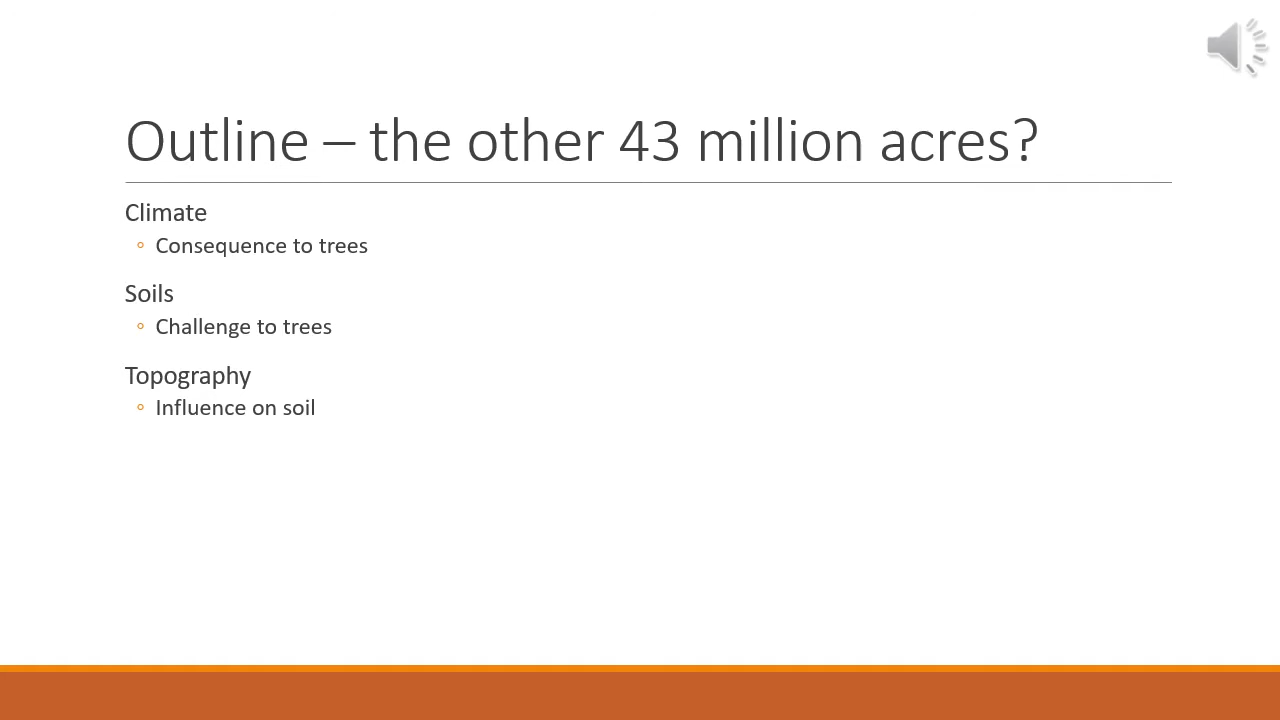 Outline – the other 43 million acres?
Climate
◦ Consequence to trees
Soils
◦ Challenge to trees
Topography
◦ Influence on soil